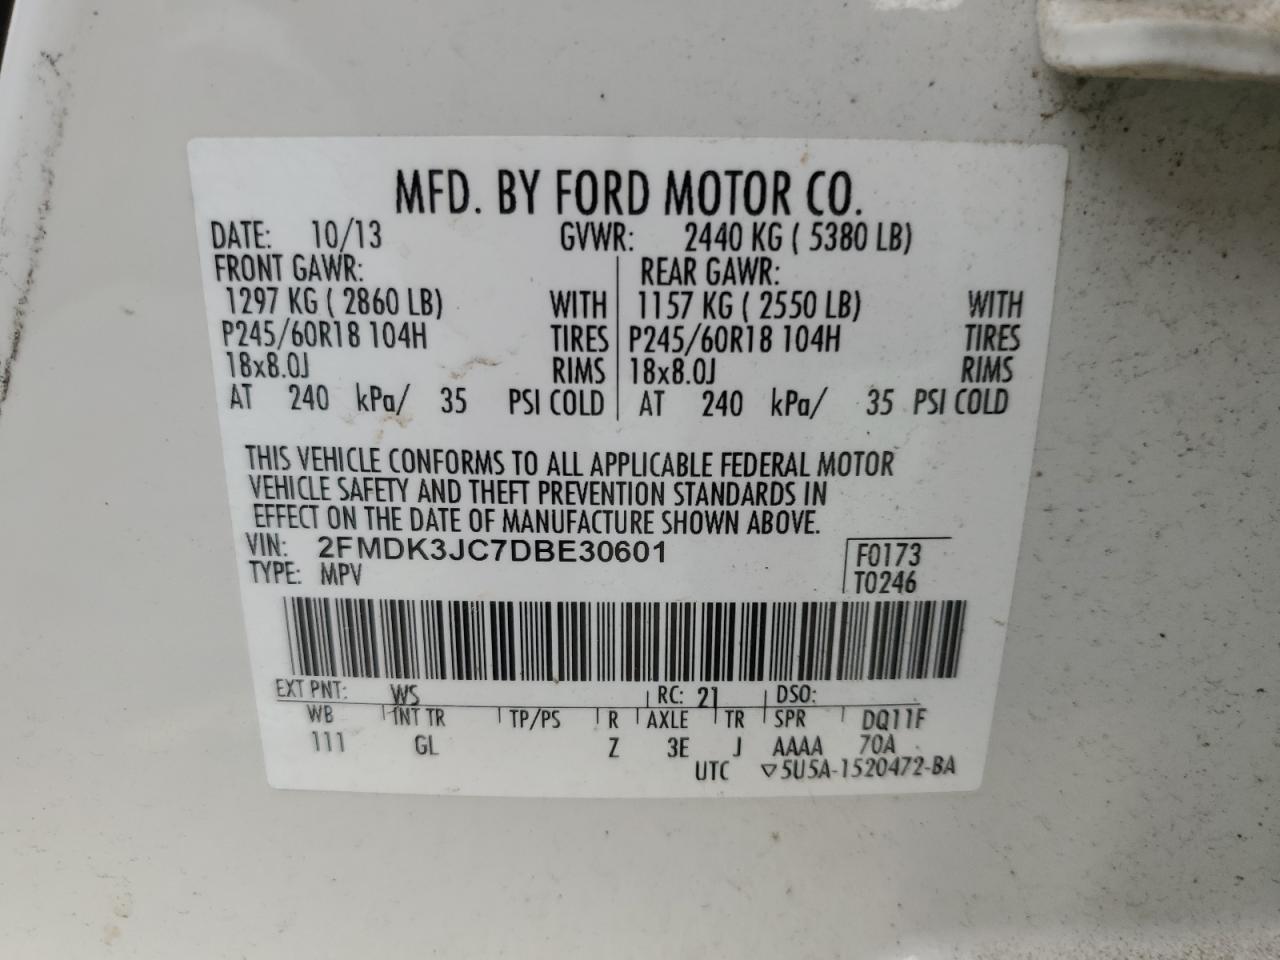 MFD. BY FORD MOTOR CO.
DATE: 10/13 GVWR: 2440 KG ( 5380 LB)
FRONT GAWR: REAR GAWR:
1297 KG ( 2860 LB) WITH 1157 KG ( 2550 LB) WITH
P245/60R18 104H TIRES P245/60R18 104H TIRES
18x8.0J RIMS 18x8.0J RIMS
AT 240 kPa/ 35 PSI COLD AT 240 kPa/ 35 PSI COLD
THIS VEHICLE CONFORMS TO ALL APPLICABLE FEDERAL MOTOR
VEHICLE SAFETY AND THEFT PREVENTION STANDARDS IN
EFFECT ON THE DATE OF MANUFACTURE SHOWN ABOVE.
VIN: 2FMDK3JC7DBE30601 F0173
TYPE: MPV T0246
EXT PNT: WS RC: 21 DSO:
WB INT TR TP/PS R AXLE TR SPR DQ11F
111 GL Z 3E J AAAA 70A
UTC ▽5U5A-1520472-BA